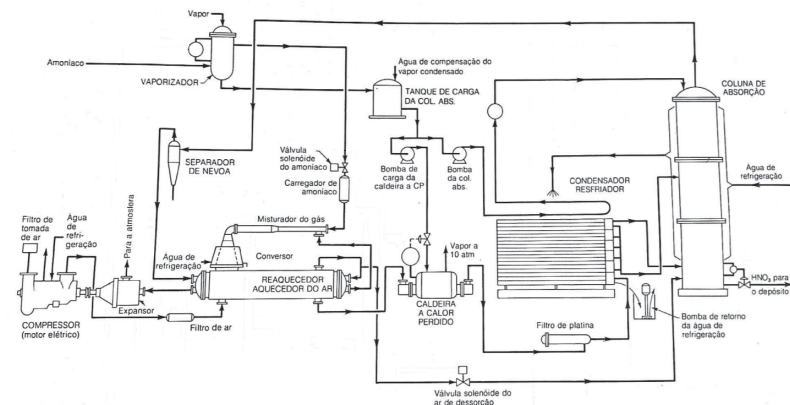 Vapor
Amoníaco
VAPORIZADOR
Água de compensação do
vapor condensado
TANQUE DE CARGA
DA COL. ABS.
COLUNA DE
ABSORÇÃO
SEPARADOR
DE NEVOA
Válvula
solenóide do
amoníaco
Carregador de
amoníaco
Bomba de
carga da
caldeira a CP
Bomba
da col.
abs.
CONDENSADOR
RESFRIADOR
Água de
refrigeração
Filtro de
tomada de ar
Água de
refri-
geração
Para a atmosfera
Misturador do gás
Água de
refrigeração
Conversor
Vapor a
10 atm
REAQUECEDOR
AQUECEDOR DO AR
CALDEIRA
A CALOR
PERDIDO
HNO₃ para
o depósito
COMPRESSOR
(motor elétrico)
Expansor
Filtro de ar
Filtro de platina
Bomba de retorno
da água de
refrigeração
Válvula solenóide do
ar de dessorção